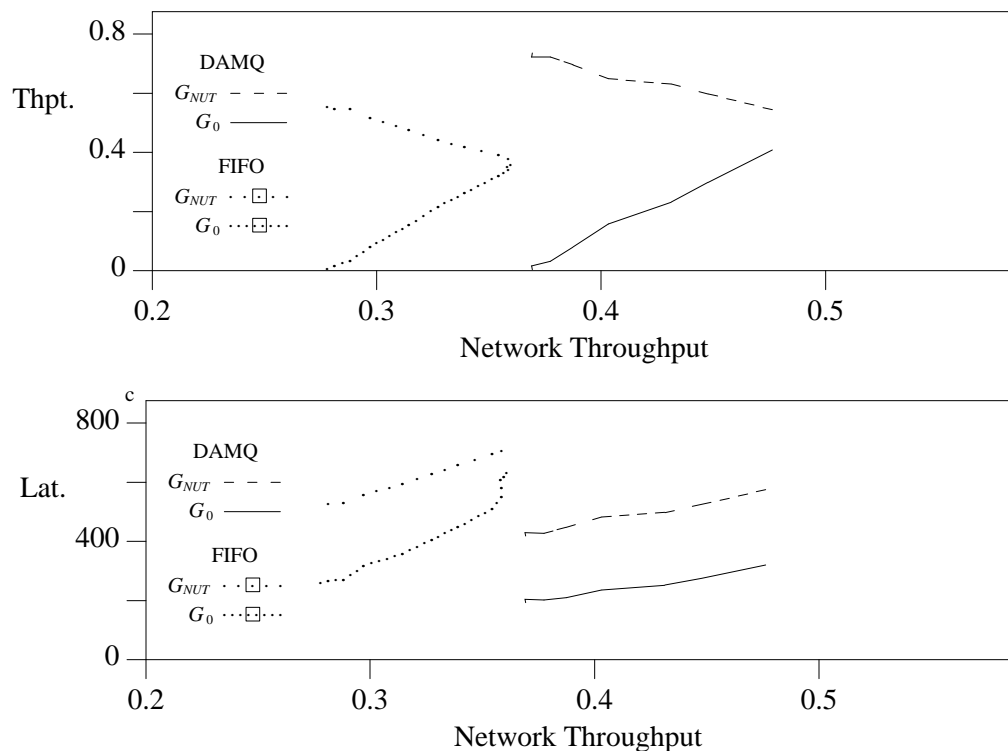 0.8
DAMQ
Thpt.
G_NUT
G_0
0.4
FIFO
G_NUT
G_0
0
0.2 0.3 0.4 0.5
Network Throughput
c
800
DAMQ
Lat.
G_NUT
G_0
400
FIFO
G_NUT
G_0
0
0.2 0.3 0.4 0.5
Network Throughput